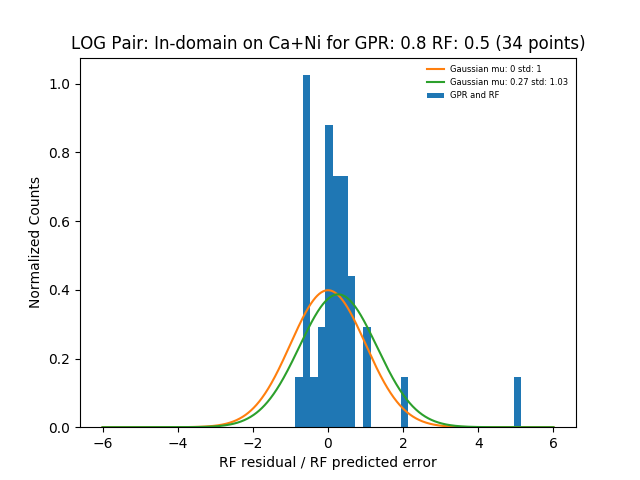 LOG Pair: In-domain on Ca+Ni for GPR: 0.8 RF: 0.5 (34 points)
Gaussian mu: 0 std: 1
Gaussian mu: 0.27 std: 1.03
GPR and RF
Normalized Counts
1.0
0.8
0.6
0.4
0.2
0.0
−6 −4 −2 0 2 4 6
RF residual / RF predicted error